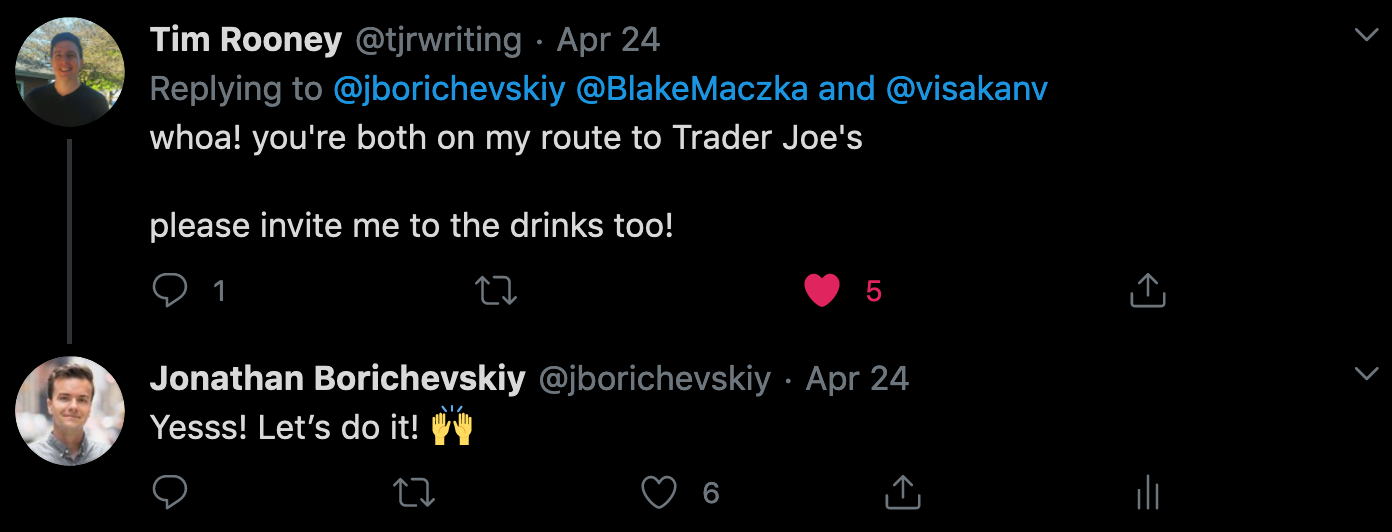 Tim Rooney @tjrwriting · Apr 24
Replying to @jborichevskiy @BlakeMaczka and @visakanv
whoa! you're both on my route to Trader Joe's
please invite me to the drinks too!
1 5
Jonathan Borichevskiy @jborichevskiy · Apr 24
Yesss! Let’s do it! 🙌
6